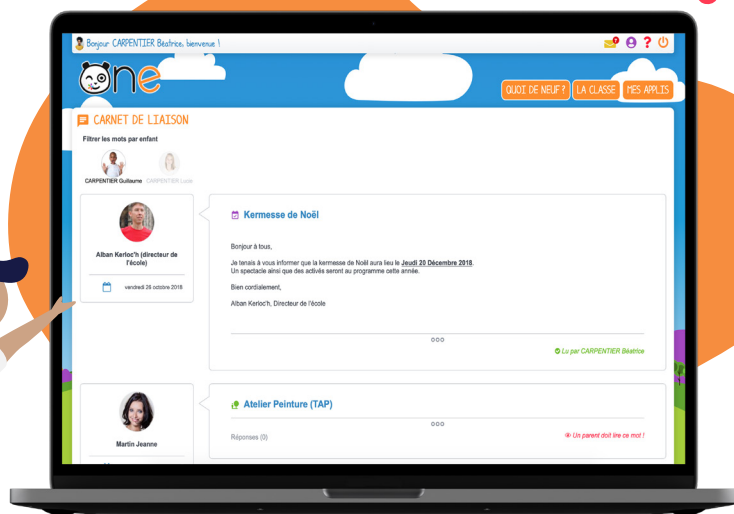 Bonjour CARPENTIER Béatrice, bienvenue !
?
one
QUOI DE NEUF ?
LA CLASSE
MES APPLIS
CARNET DE LIAISON
Filtrer les mots par enfant
CARPENTIER Guillaume
CARPENTIER Lucie
Alban Kerloc'h (directeur de
l'école)
vendredi 26 octobre 2018
Kermesse de Noël
Bonjour à tous,
Je tenais à vous informer que la kermesse de Noël aura lieu le Jeudi 20 Décembre 2018.
Un spectacle ainsi que des activés seront au programme cette année.
Bien cordialement,
Alban Kerloc'h, Directeur de l'école
Lu par CARPENTIER Béatrice
Martin Jeanne
Atelier Peinture (TAP)
Réponses (0)
Un parent doit lire ce mot !